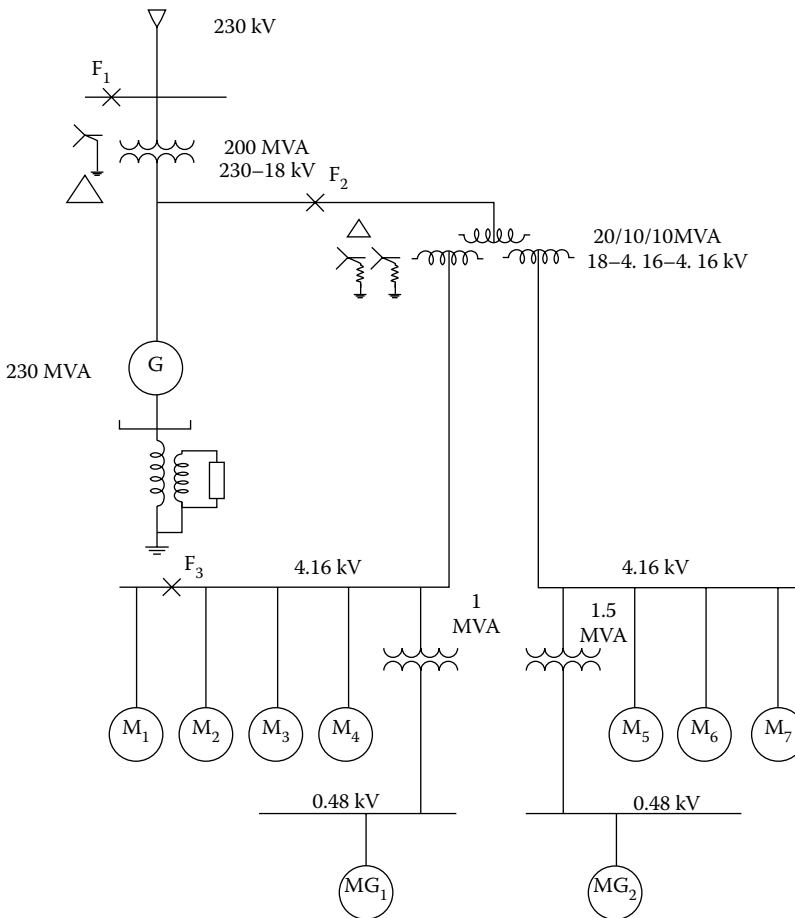 230 kV
F1
200 MVA
230–18 kV
F2
20/10/10MVA
18–4. 16–4. 16 kV
230 MVA
G
F3
4.16 kV
4.16 kV
1
MVA
1.5
MVA
M1
M2
M3
M4
M5
M6
M7
0.48 kV
0.48 kV
MG1
MG2